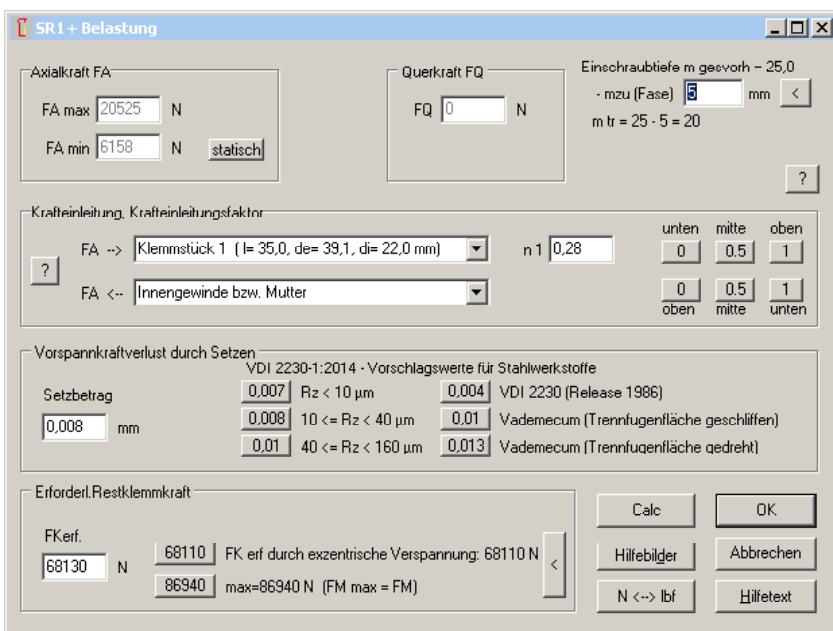 SR1+ Belastung
Axialkraft FA
FA max 20525 N
FA min 6158 N statisch
Querkraft FQ
FQ 0 N
Einschraubtiefe m gesvorh = 25,0
- mzu (Fase) 5 mm <
m tr = 25 - 5 = 20
?
Krafteinleitung, Krafteinleitungsfaktor
unten mitte oben
FA --> Klemmstück 1 ( l= 35,0, de= 39,1, di= 22,0 mm) n 1 0,28 0 0.5 1
?
FA <-- Innengewinde bzw. Mutter 0 0.5 1
oben mitte unten
Vorspannkraftverlust durch Setzen
VDI 2230-1:2014 - Vorschlagswerte für Stahlwerkstoffe
Setzbetrag
0,008 mm
0,007 Rz < 10 µm 0,004 VDI 2230 (Release 1986)
0,008 10 <= Rz < 40 µm 0,01 Vademecum (Trennfugenfläche geschliffen)
0,01 40 <= Rz < 160 µm 0,013 Vademecum (Trennfugenfläche gedreht)
Erforderl.Restklemmkraft
FKerf.
68130 N
68110 FK erf durch exzentrische Verspannung: 68110 N
86940 max=86940 N (FM max = FM)
<
Calc OK
Hilfebilder Abbrechen
N <--> lbf Hilfetext